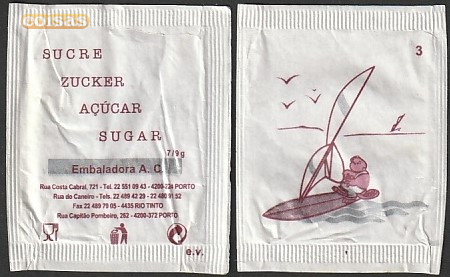 coisas
SUCRE
ZUCKER
AÇÚCAR
SUGAR
7/9g
Embaladora A. C.
Rua Costa Cabral, 721 - Tel. 22 551 09 43 - 4200-224 PORTO
Rua do Caneiro - Tels. 22 489 42 29 - 22 480 91 52
Fax 22 489 79 05 - 4435 RIO TINTO
Rua Capitão Pombeiro, 262 - 4200-372 PORTO
e.v.
3